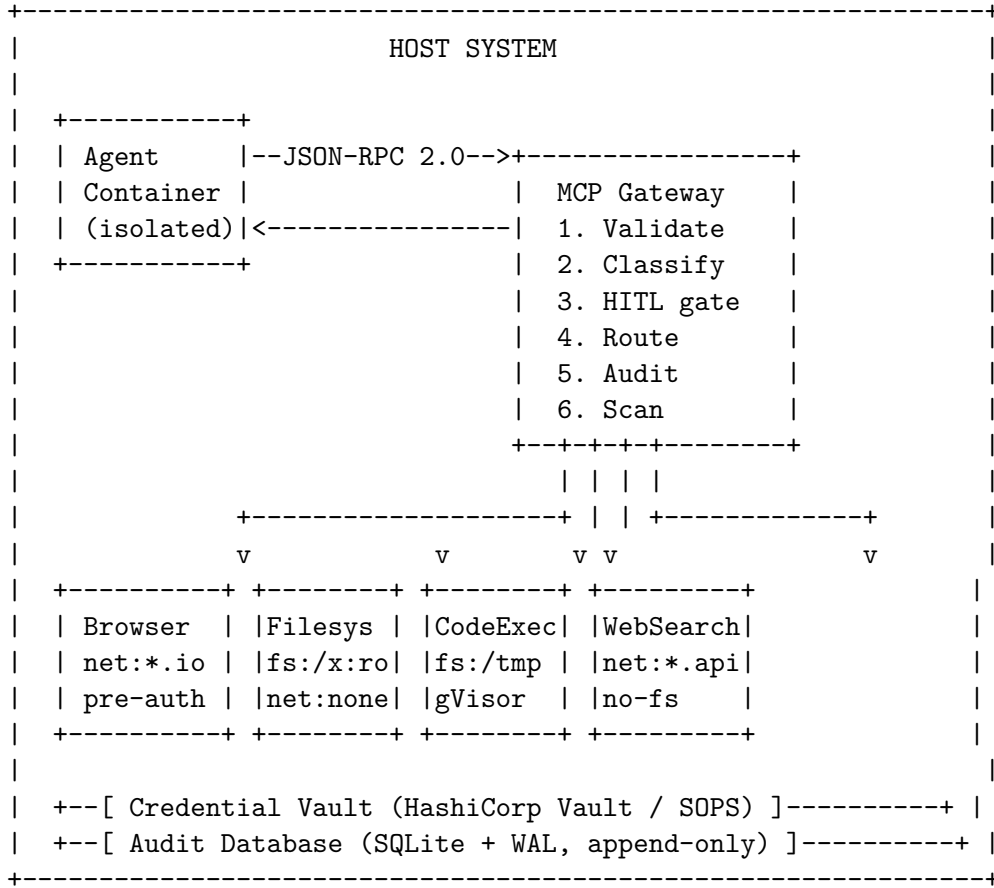 HOST SYSTEM
Agent --JSON-RPC 2.0-->
Container MCP Gateway
(isolated) 1. Validate
2. Classify
3. HITL gate
4. Route
5. Audit
6. Scan
v v v v v
Browser Filesys CodeExec WebSearch
net:*.io fs:/x:ro fs:/tmp net:*.api
pre-auth net:none gVisor no-fs
[ Credential Vault (HashiCorp Vault / SOPS) ]
[ Audit Database (SQLite + WAL, append-only) ]